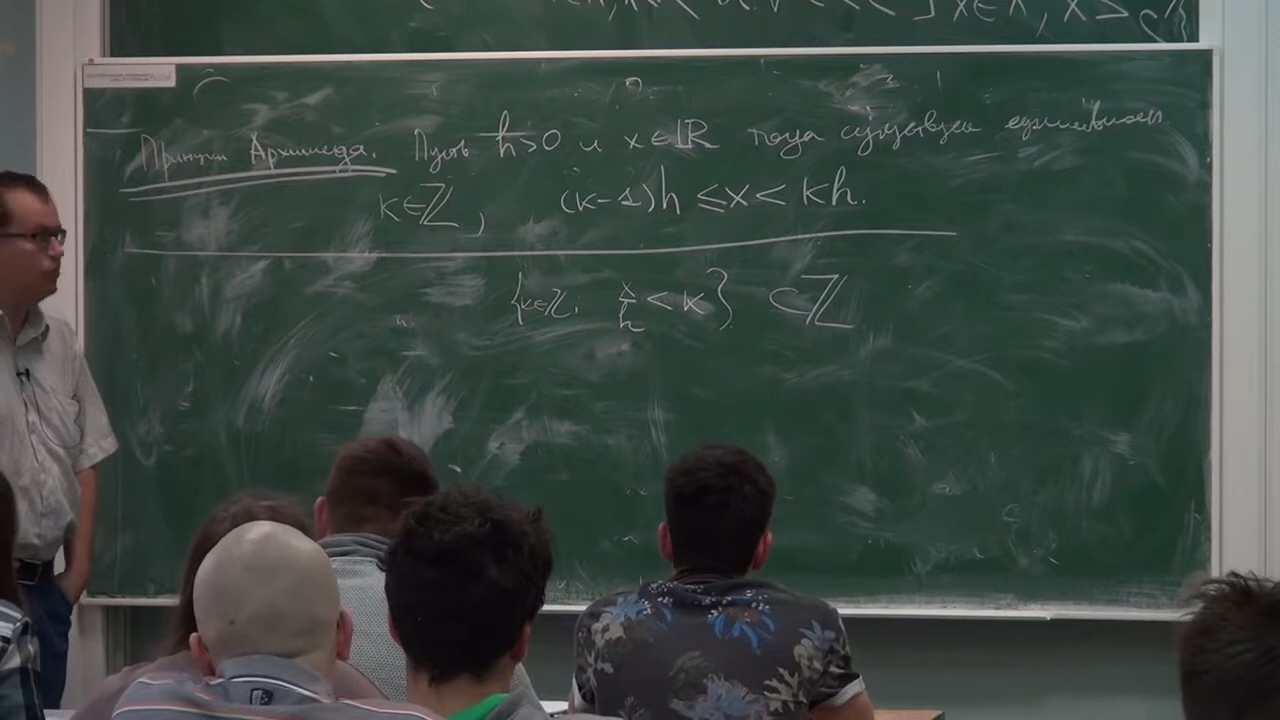 ] x ∈ X, x >
Принцип Архимеда. Пусть h>0 и x∈ℝ тогда существует единственное
k∈ℤ, (k-1)h ≤ x < kh.
{k∈ℤ, x/h < k} ⊂ ℤ